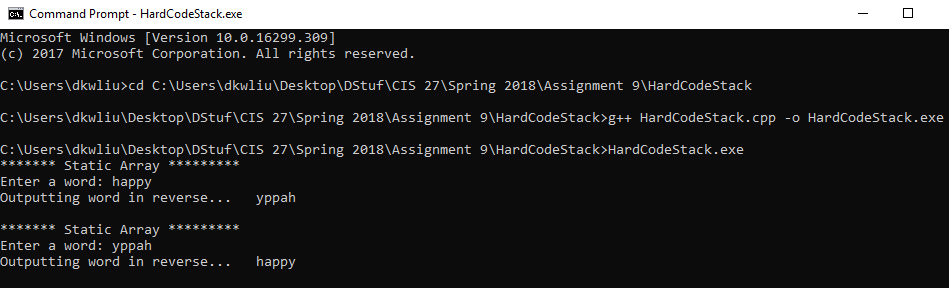 Command Prompt - HardCodeStack.exe
Microsoft Windows [Version 10.0.16299.309]
(c) 2017 Microsoft Corporation. All rights reserved.
C:\Users\dkwliu>cd C:\Users\dkwliu\Desktop\DStuf\CIS 27\Spring 2018\Assignment 9\HardCodeStack
C:\Users\dkwliu\Desktop\DStuf\CIS 27\Spring 2018\Assignment 9\HardCodeStack>g++ HardCodeStack.cpp -o HardCodeStack.exe
C:\Users\dkwliu\Desktop\DStuf\CIS 27\Spring 2018\Assignment 9\HardCodeStack>HardCodeStack.exe
******* Static Array *********
Enter a word: happy
Outputting word in reverse...   yppah
******* Static Array *********
Enter a word: yppah
Outputting word in reverse...   happy